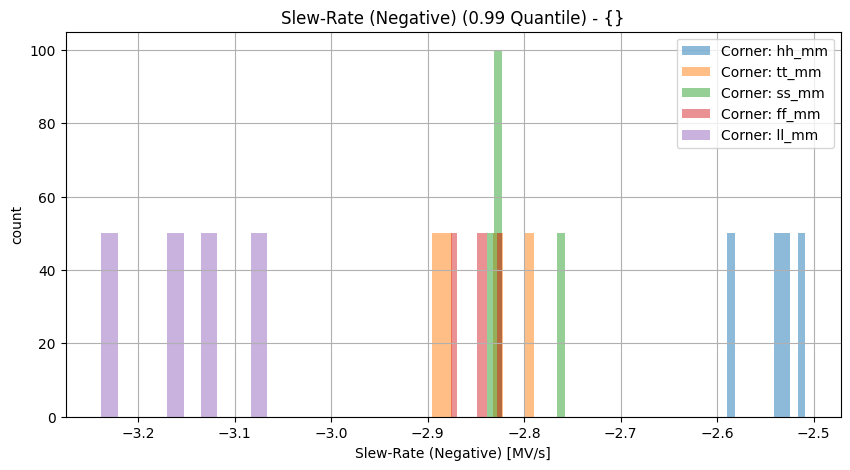 Slew-Rate (Negative) (0.99 Quantile) - {}
count
100
80
60
40
20
0
Corner: hh_mm
Corner: tt_mm
Corner: ss_mm
Corner: ff_mm
Corner: ll_mm
−3.2 −3.1 −3.0 −2.9 −2.8 −2.7 −2.6 −2.5
Slew-Rate (Negative) [MV/s]